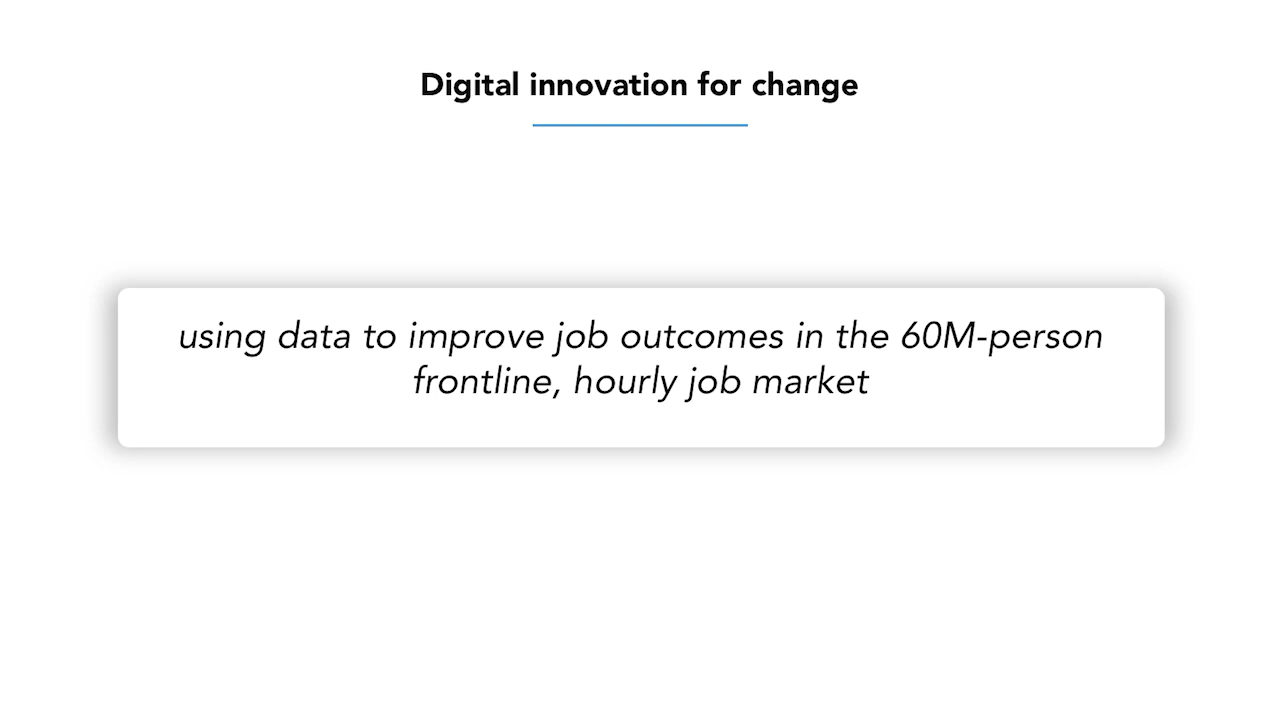 Digital innovation for change
using data to improve job outcomes in the 60M-person
frontline, hourly job market